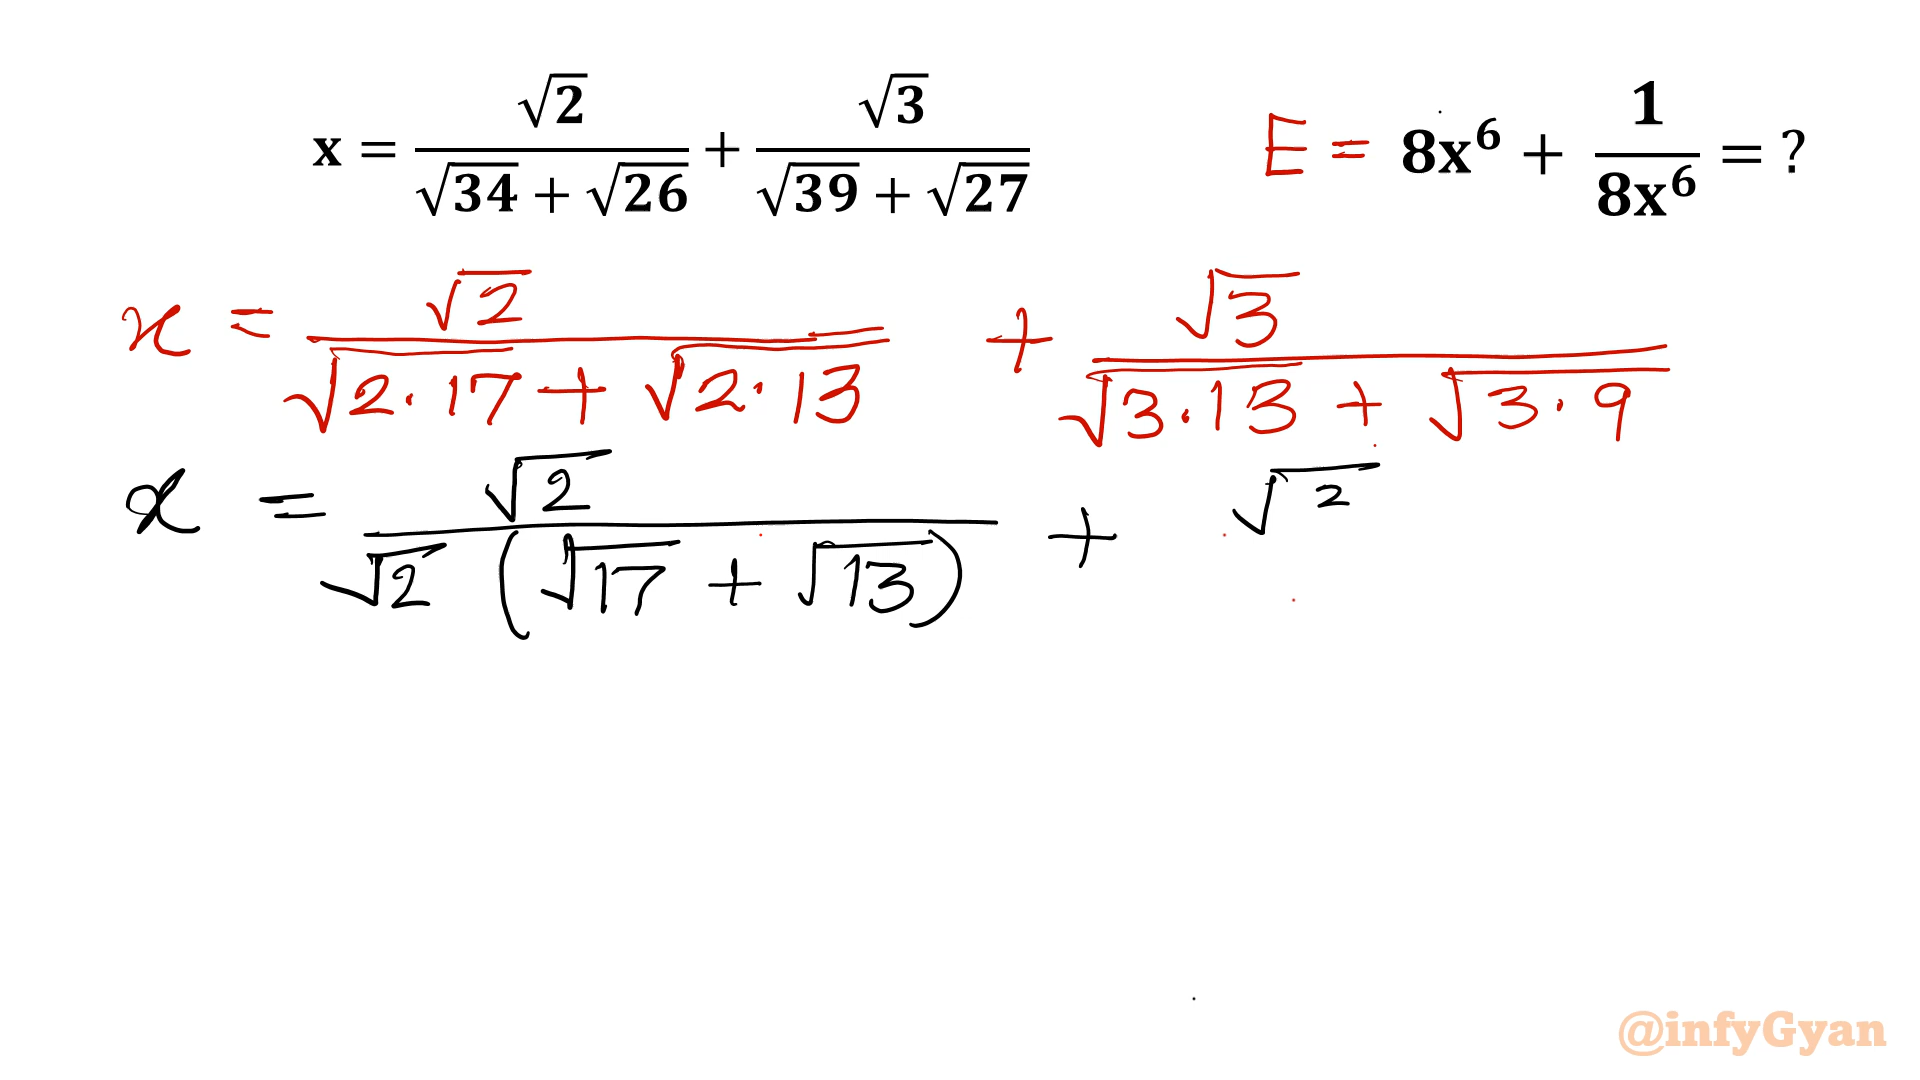 x = √2/(√34 + √26) + √3/(√39 + √27)    E = 8x⁶ + 1/(8x⁶) = ?
x = √2/(√2·17 + √2·13) + √3/(√3·13 + √3·9)
x = √2/(√2 (√17 + √13)) + √2
@infyGyan